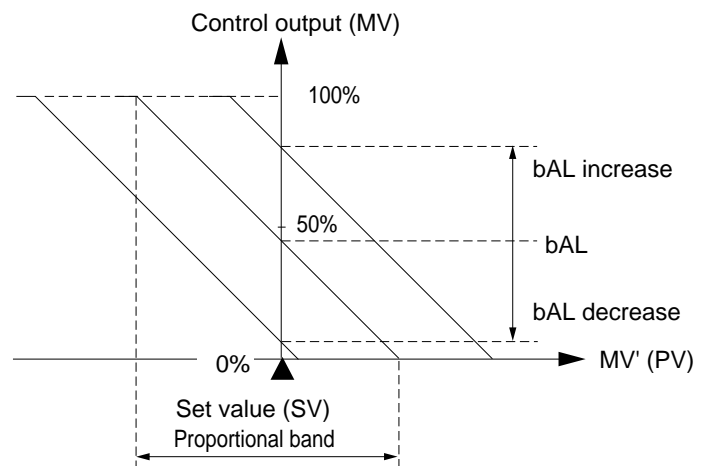 Control output (MV)
100%
bAL increase
50%
bAL
bAL decrease
0%
MV' (PV)
Set value (SV)
Proportional band